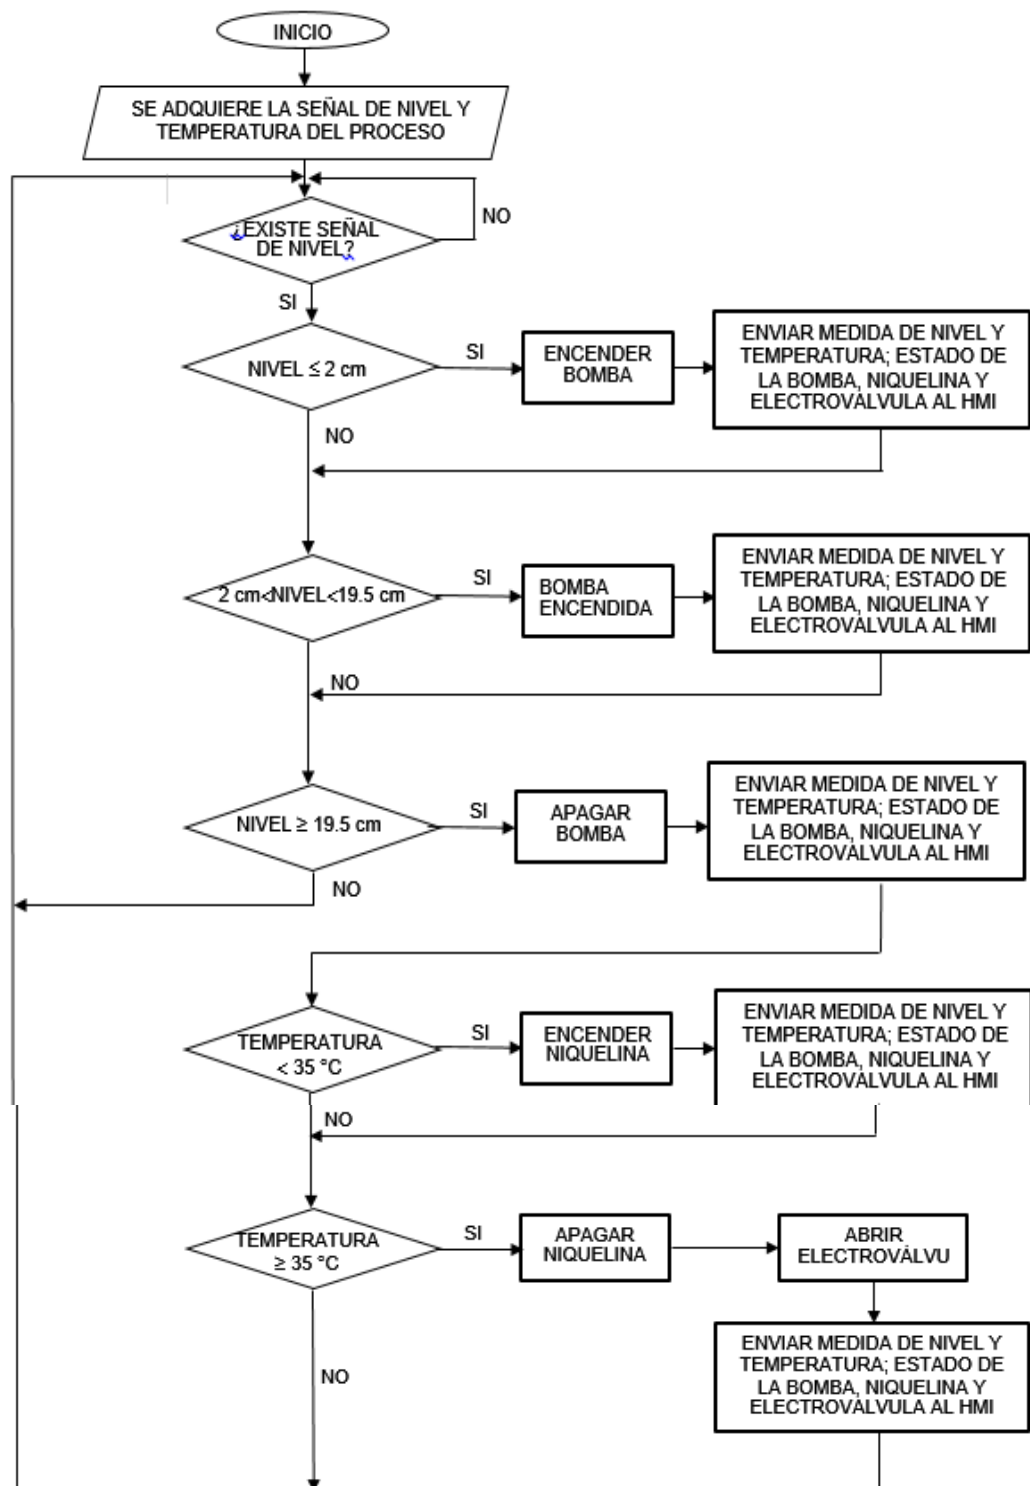 INICIO
SE ADQUIERE LA SEÑAL DE NIVEL Y
TEMPERATURA DEL PROCESO
¿EXISTE SEÑAL
DE NIVEL?
NO
SI
NIVEL ≤ 2 cm
SI
ENCENDER
BOMBA
ENVIAR MEDIDA DE NIVEL Y
TEMPERATURA; ESTADO DE
LA BOMBA, NIQUELINA Y
ELECTROVÁLVULA AL HMI
NO
2 cm<NIVEL<19.5 cm
SI
BOMBA
ENCENDIDA
ENVIAR MEDIDA DE NIVEL Y
TEMPERATURA; ESTADO DE
LA BOMBA, NIQUELINA Y
ELECTROVÁLVULA AL HMI
NO
NIVEL ≥ 19.5 cm
SI
APAGAR
BOMBA
ENVIAR MEDIDA DE NIVEL Y
TEMPERATURA; ESTADO DE
LA BOMBA, NIQUELINA Y
ELECTROVÁLVULA AL HMI
NO
TEMPERATURA
< 35 °C
SI
ENCENDER
NIQUELINA
ENVIAR MEDIDA DE NIVEL Y
TEMPERATURA; ESTADO DE
LA BOMBA, NIQUELINA Y
ELECTROVÁLVULA AL HMI
NO
TEMPERATURA
≥ 35 °C
SI
APAGAR
NIQUELINA
ABRIR
ELECTROVÁLVU
ENVIAR MEDIDA DE NIVEL Y
TEMPERATURA; ESTADO DE
LA BOMBA, NIQUELINA Y
ELECTROVÁLVULA AL HMI
NO